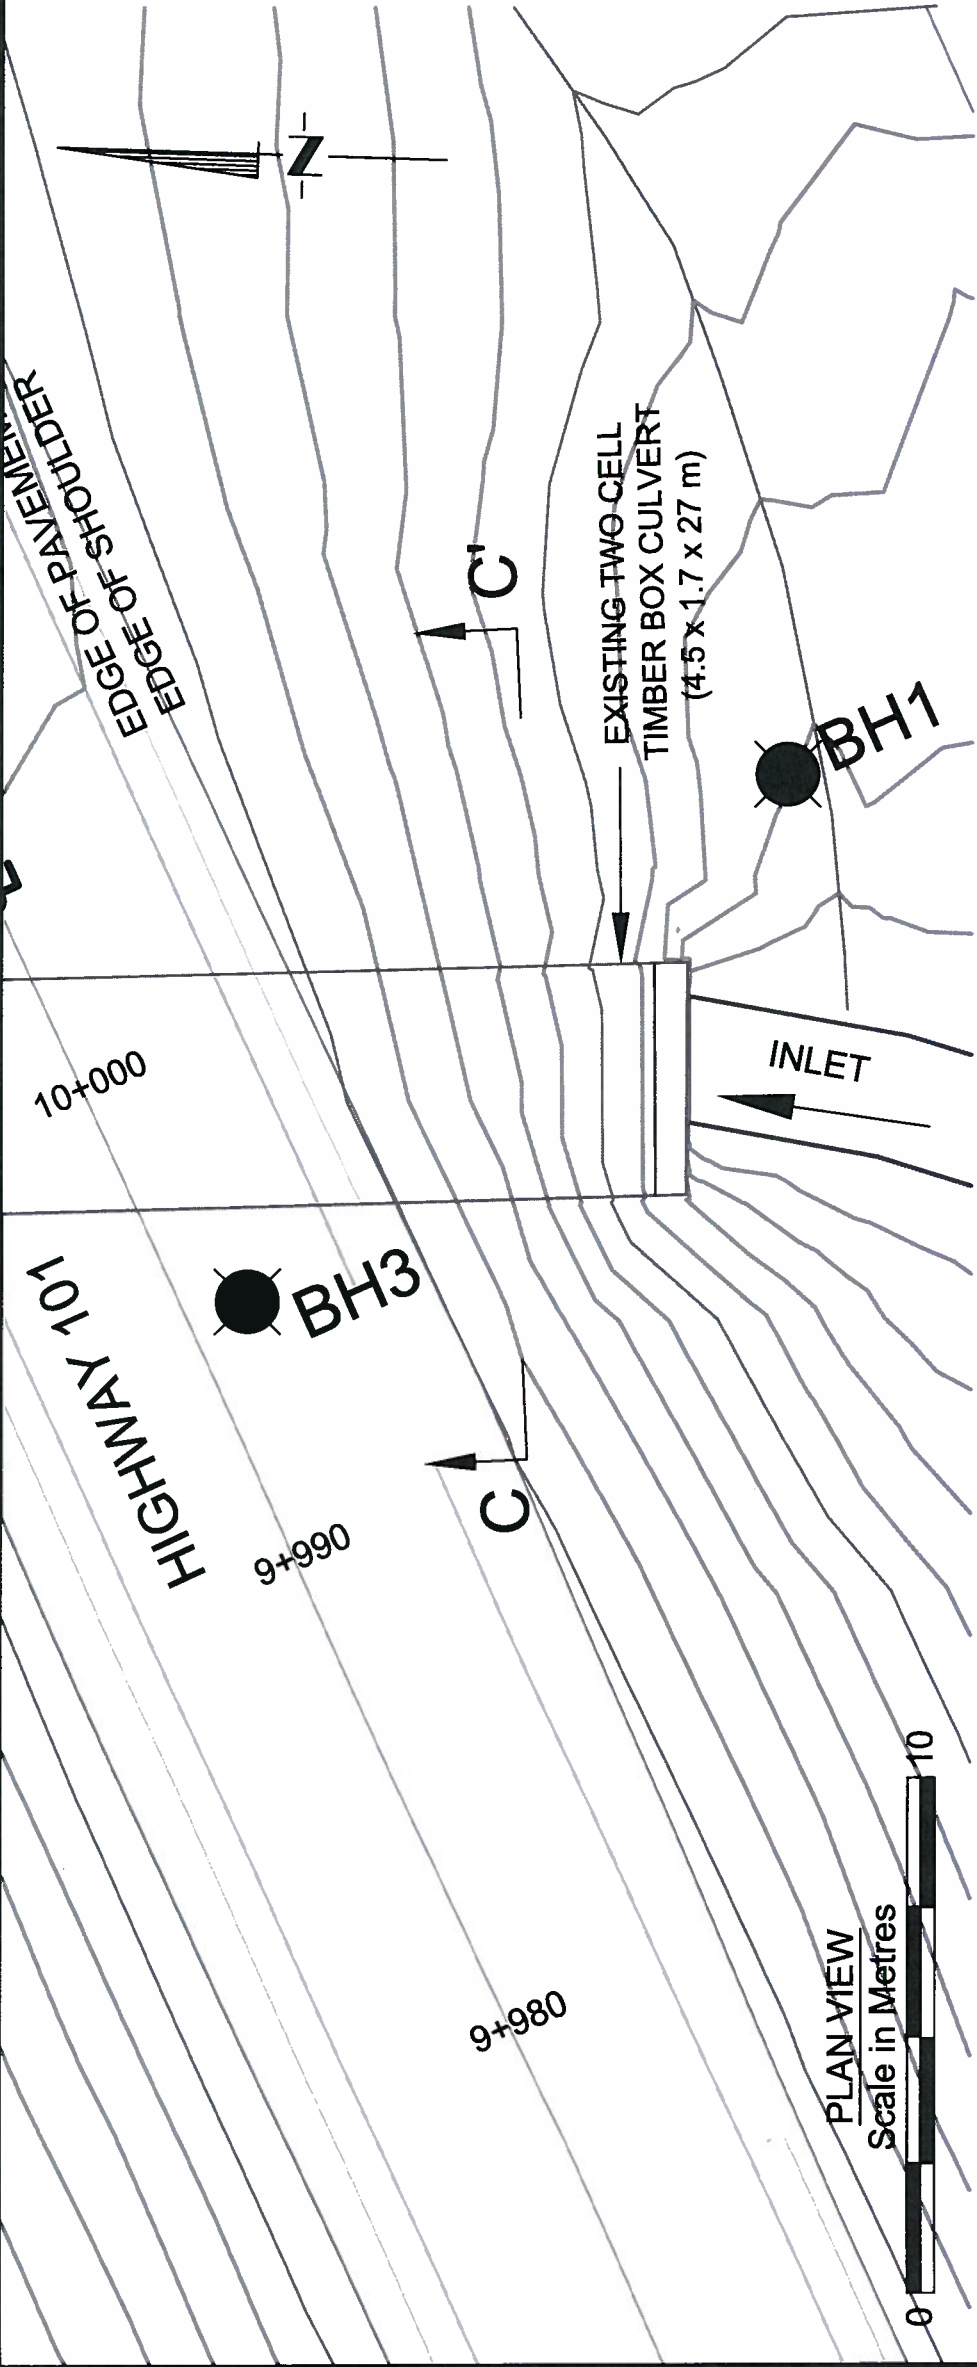 EDGE OF PAVEMENT
EDGE OF SHOULDER
N
10+000
HIGHWAY 101
BH3
9+990
9+980
C
C'
EXISTING TWO CELL
TIMBER BOX CULVERT
(4.5 x 1.7 x 27 m)
BH1
INLET
PLAN VIEW
Scale in Metres
0 10